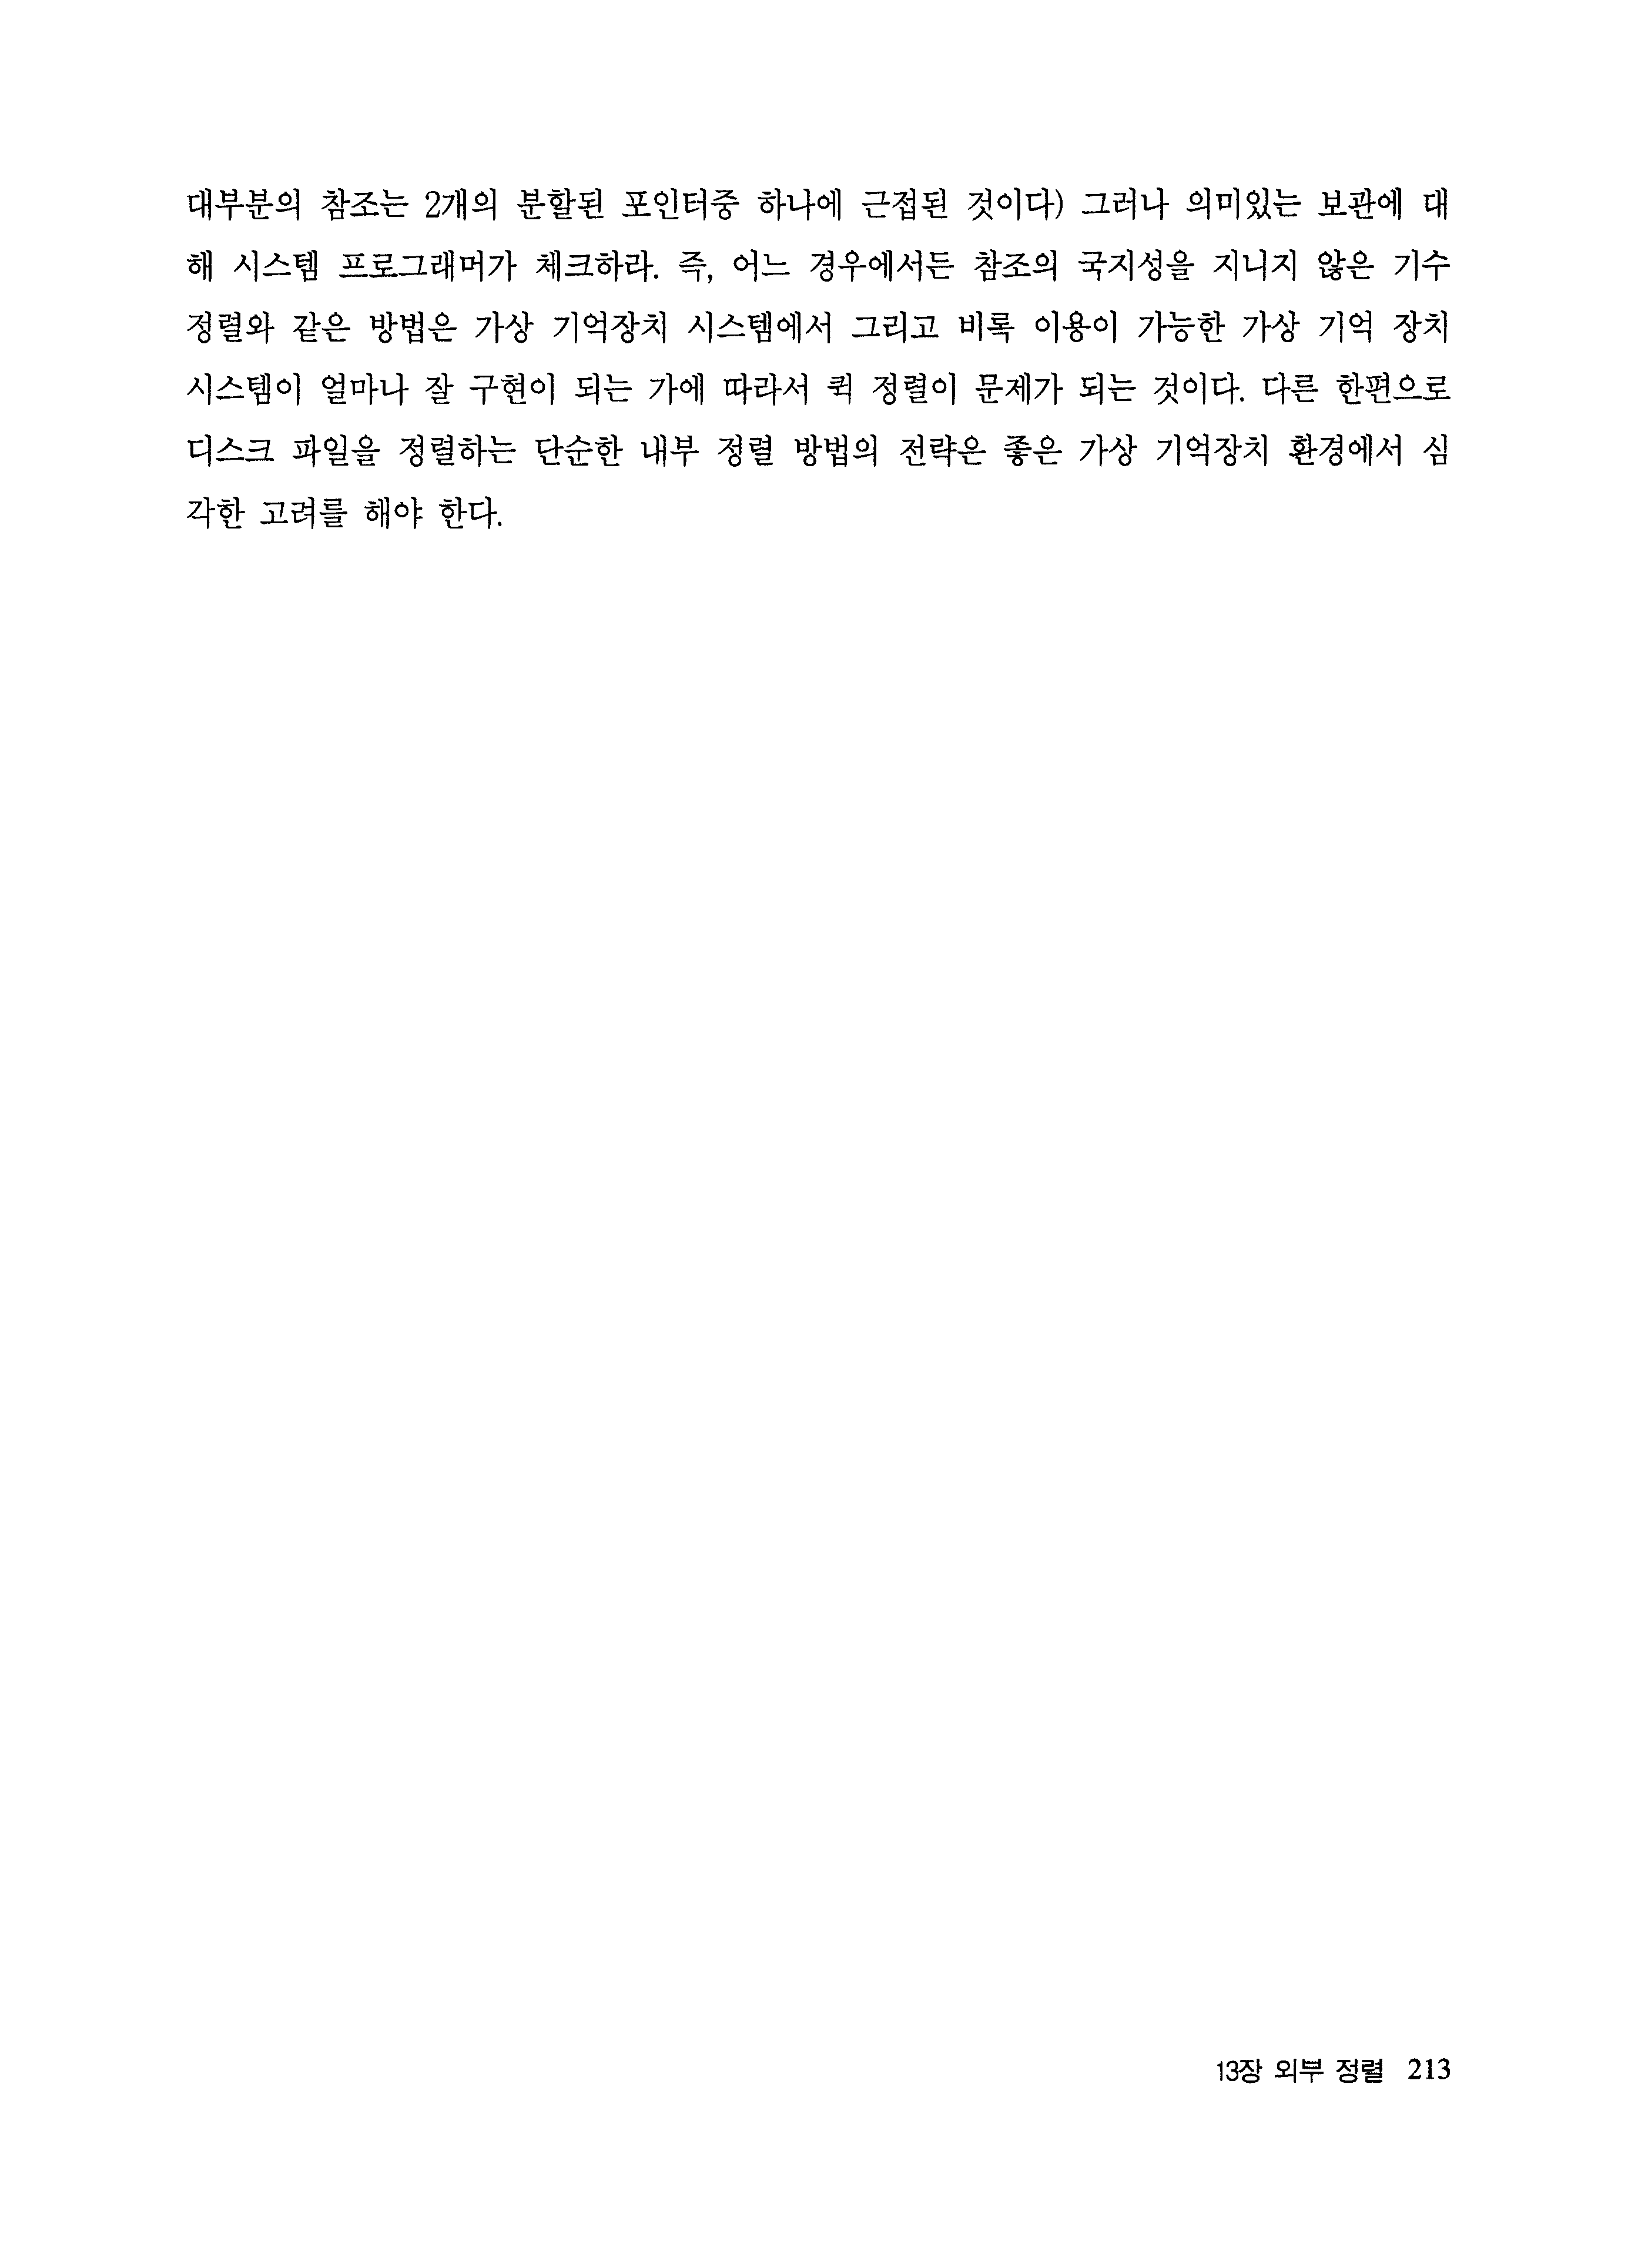 대부분의 참조는 2개의 분할된 포인터중 하나에 근접된 것이다) 그러나 의미있는 보관에 대
해 시스템 프로그래머가 체크하라. 즉, 어느 경우에서든 참조의 국지성을 지니지 않은 기수
정렬와 같은 방법은 가상 기억장치 시스템에서 그리고 비록 이용이 가능한 가상 기억 장치
시스템이 얼마나 잘 구현이 되는 가에 따라서 퀵 정렬이 문제가 되는 것이다. 다른 한편으로
디스크 파일을 정렬하는 단순한 내부 정렬 방법의 전략은 좋은 가상 기억장치 환경에서 심
각한 고려를 해야 한다.
13장 외부 정렬 213